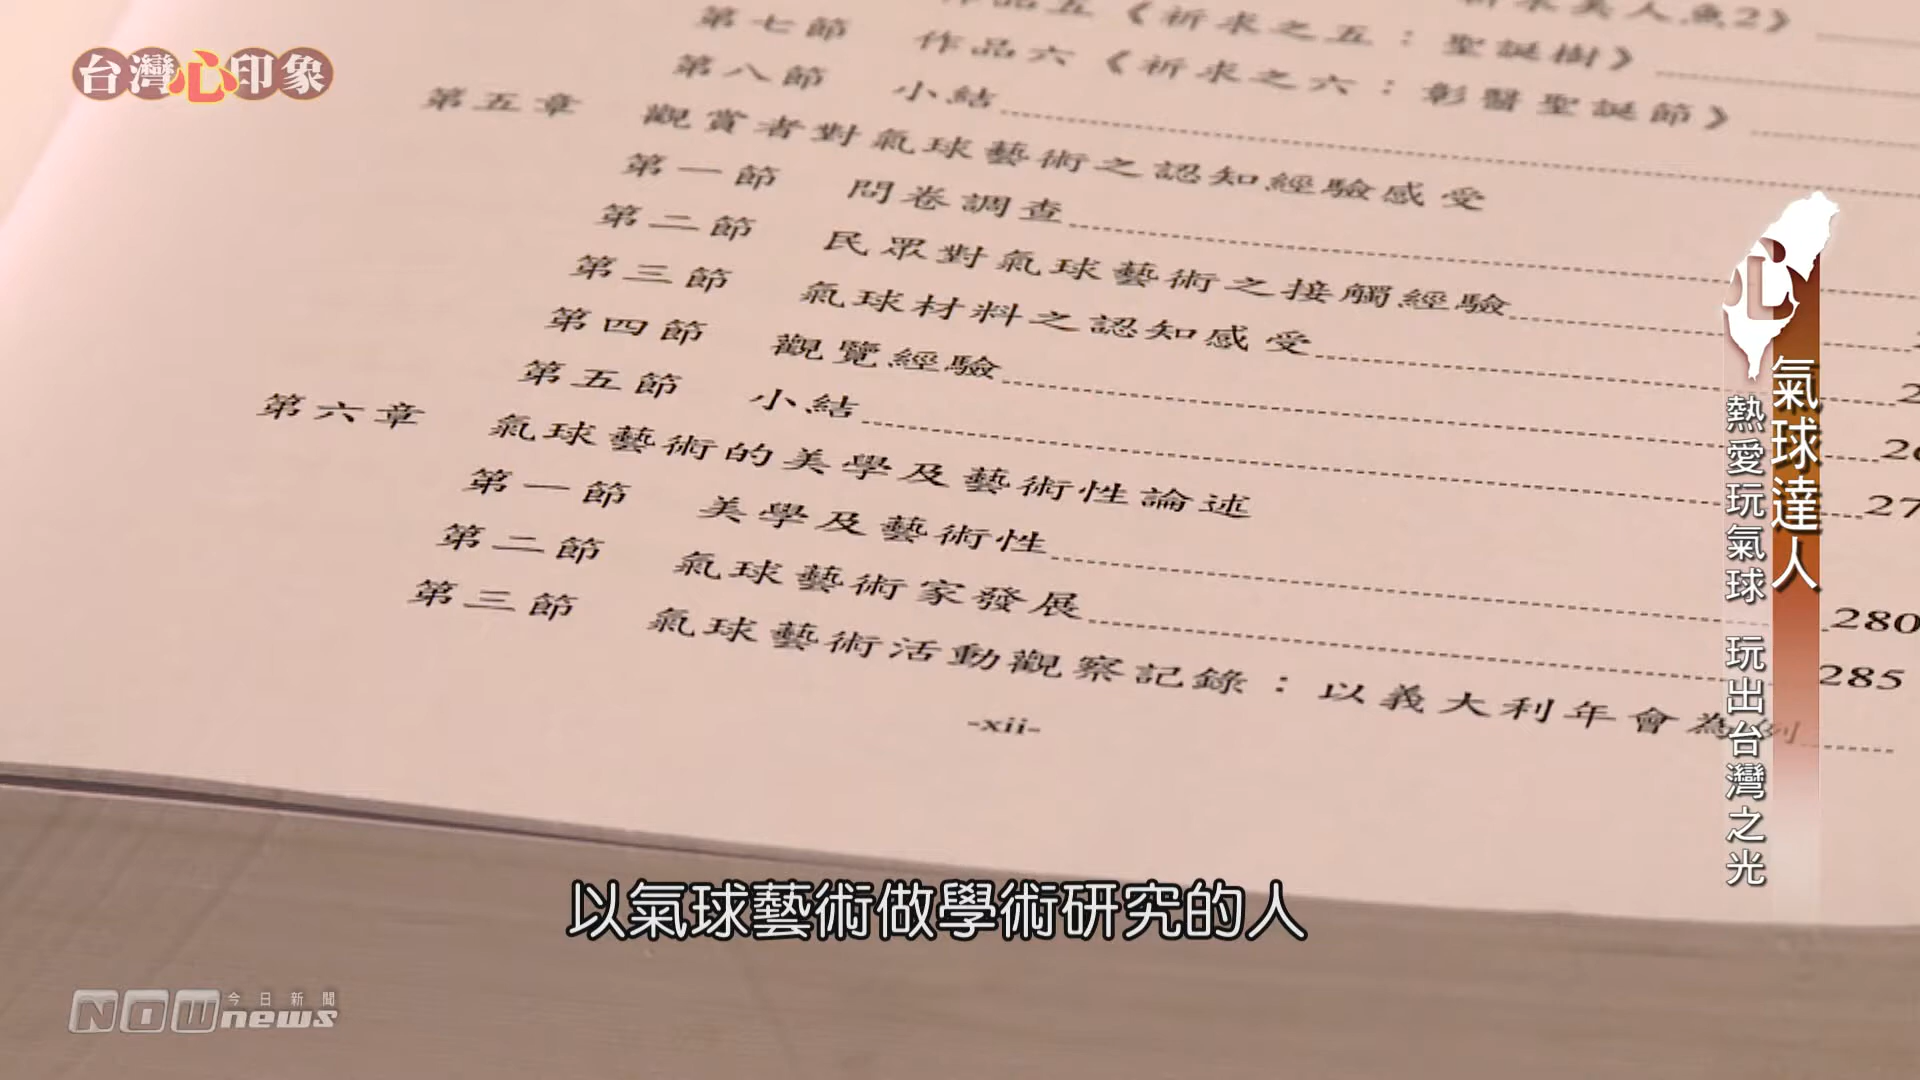 台灣心印象
作品五《祈求之五：聖誕樹》
第七節 作品六《祈求之六：彰醫聖誕節》
第八節 小結
第五章 觀賞者對氣球藝術之認知經驗感受
第一節 問卷調查
第二節 民眾對氣球藝術之接觸經驗
第三節 氣球材料之認知感受
第四節 觀覽經驗
第五節 小結
第六章 氣球藝術的美學及藝術性論述
第一節 美學及藝術性 280
第二節 氣球藝術家發展 285
第三節 氣球藝術活動觀察記錄：以義大利年會為例
-xii-
心
氣球達人
熱愛玩氣球 玩出台灣之光
以氣球藝術做學術研究的人
NOWnews 今日新聞